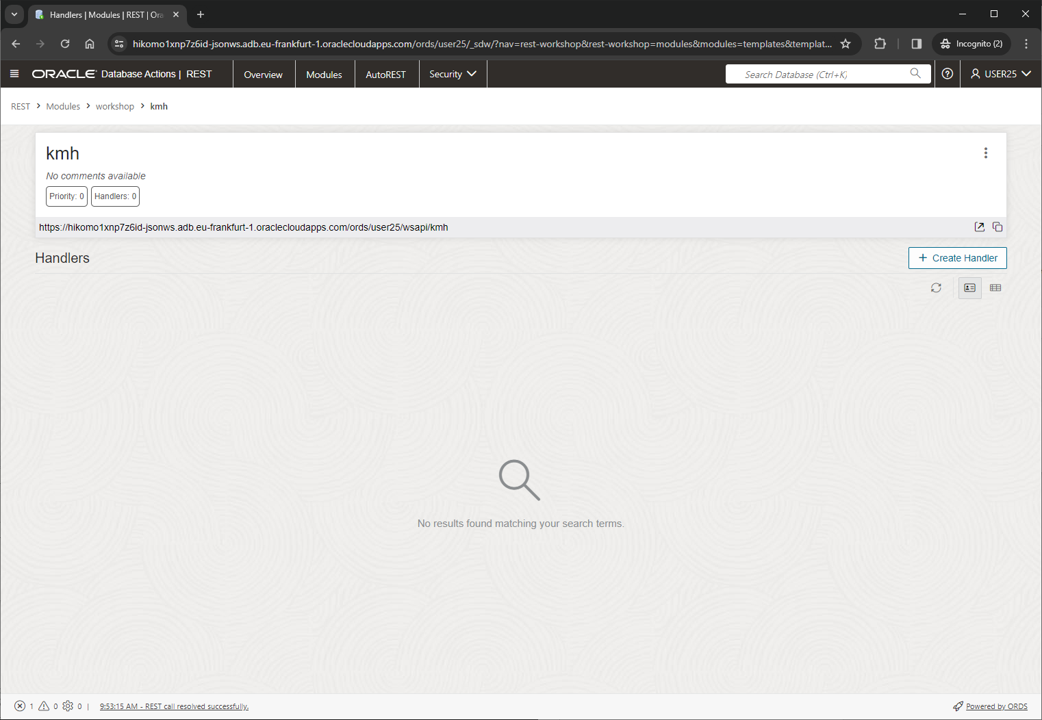 Handlers | Modules | REST | Ora
hikomo1xnp7z6id-jsonws.adb.eu-frankfurt-1.oraclecloudapps.com/ords/user25/_sdw/?nav=rest-workshop&rest-workshop=modules&modules=templates&templat...
Incognito (2)
ORACLE Database Actions | REST
Overview
Modules
AutoREST
Security
Search Database (Ctrl+K)
USER25
REST > Modules > workshop > kmh
kmh
No comments available
Priority: 0 Handlers: 0
https://hikomo1xnp7z6id-jsonws.adb.eu-frankfurt-1.oraclecloudapps.com/ords/user25/wsapi/kmh
Handlers
+ Create Handler
No results found matching your search terms.
1 0 0 | 9:53:15 AM - REST call resolved successfully.
Powered by ORDS